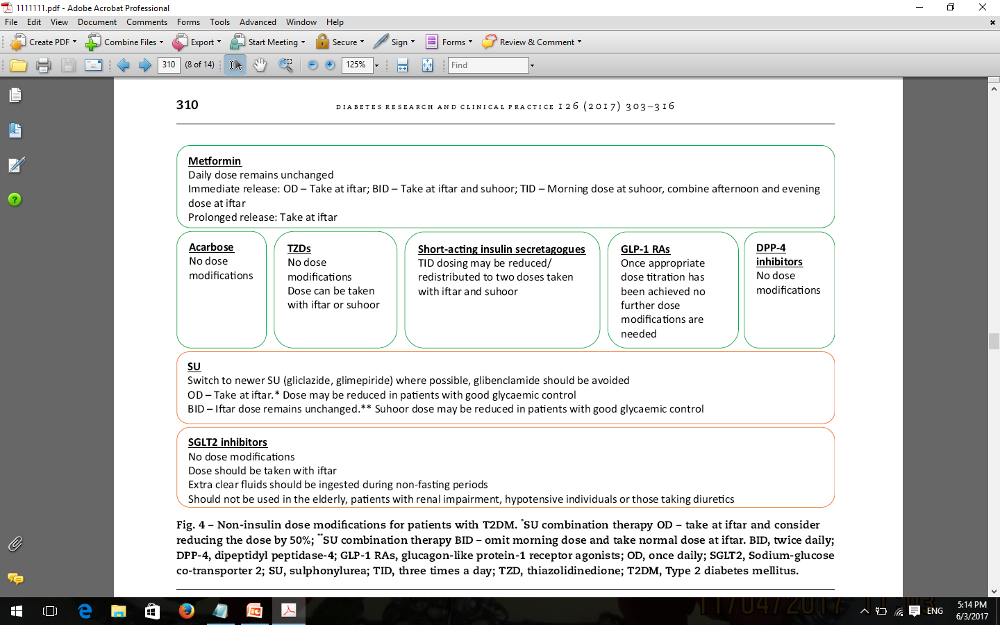 1111111.pdf - Adobe Acrobat Professional
File Edit View Document Comments Forms Tools Advanced Window Help
Create PDF Combine Files Export Start Meeting Secure Sign Forms Review & Comment
310 (8 of 14) 125% Find
310 DIABETES RESEARCH AND CLINICAL PRACTICE 126 (2017) 303–316
Metformin
Daily dose remains unchanged
Immediate release: OD – Take at iftar; BID – Take at iftar and suhoor; TID – Morning dose at suhoor, combine afternoon and evening
dose at iftar
Prolonged release: Take at iftar
Acarbose
No dose
modifications
TZDs
No dose
modifications
Dose can be taken
with iftar or suhoor
Short-acting insulin secretagogues
TID dosing may be reduced/
redistributed to two doses taken
with iftar and suhoor
GLP-1 RAs
Once appropriate
dose titration has
been achieved no
further dose
modifications are
needed
DPP-4
inhibitors
No dose
modifications
SU
Switch to newer SU (gliclazide, glimepiride) where possible, glibenclamide should be avoided
OD – Take at iftar.* Dose may be reduced in patients with good glycaemic control
BID – Iftar dose remains unchanged.** Suhoor dose may be reduced in patients with good glycaemic control
SGLT2 inhibitors
No dose modifications
Dose should be taken with iftar
Extra clear fluids should be ingested during non-fasting periods
Should not be used in the elderly, patients with renal impairment, hypotensive individuals or those taking diuretics
Fig. 4 – Non-insulin dose modifications for patients with T2DM. *SU combination therapy OD – take at iftar and consider
reducing the dose by 50%; **SU combination therapy BID – omit morning dose and take normal dose at iftar. BID, twice daily;
DPP-4, dipeptidyl peptidase-4; GLP-1 RAs, glucagon-like protein-1 receptor agonists; OD, once daily; SGLT2, Sodium-glucose
co-transporter 2; SU, sulphonylurea; TID, three times a day; TZD, thiazolidinedione; T2DM, Type 2 diabetes mellitus.
11/04/2017
ENG
5:14 PM
6/3/2017